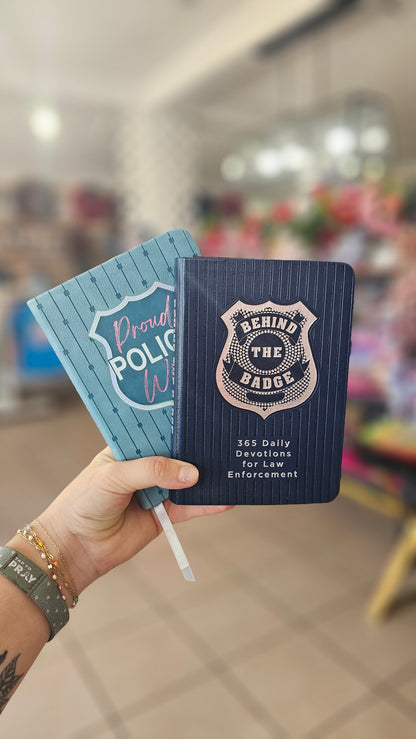 Proud
POLIC
W
BEHIND
THE
BADGE
365 Daily
Devotions
for Law
Enforcement
PRAY